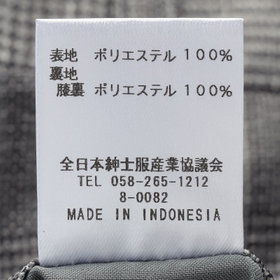 表地 ポリエステル 100%
裏地
膝裏 ポリエステル 100%
全日本紳士服産業協議会
TEL 058-265-1212
8-0082
MADE IN INDONESIA